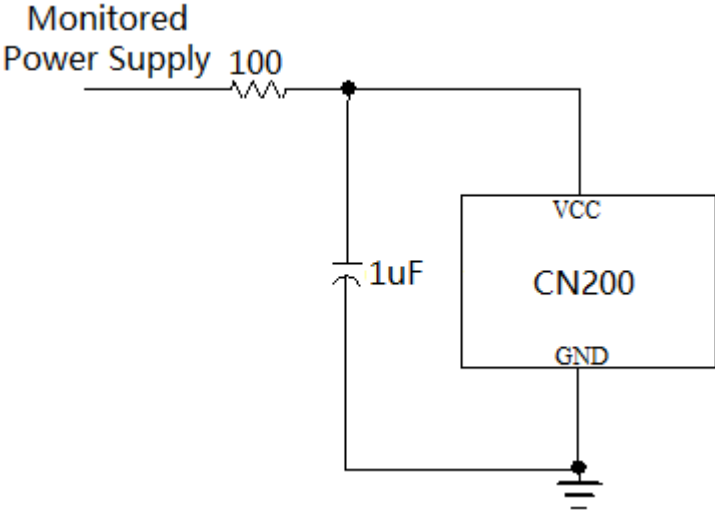 Monitored
Power Supply
100
VCC
1uF
CN200
GND